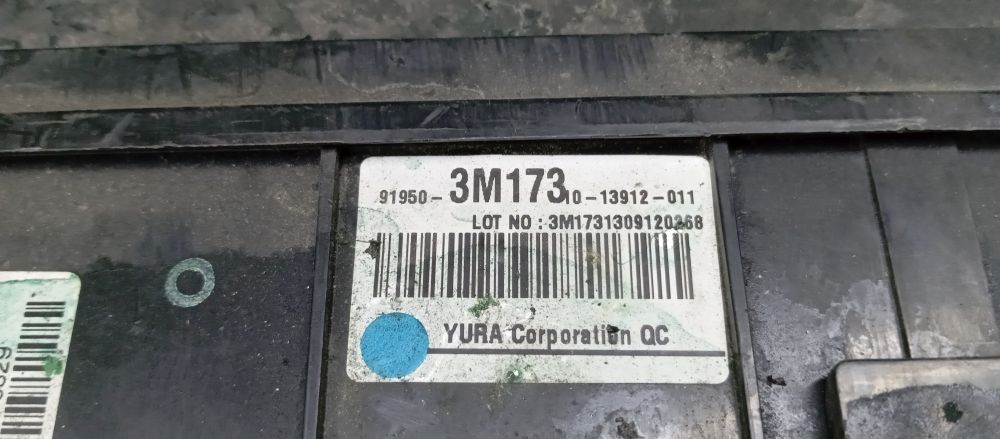 91950-3M173 10-13912-011
LOT NO : 3M1731309120268
YURA Corporation QC